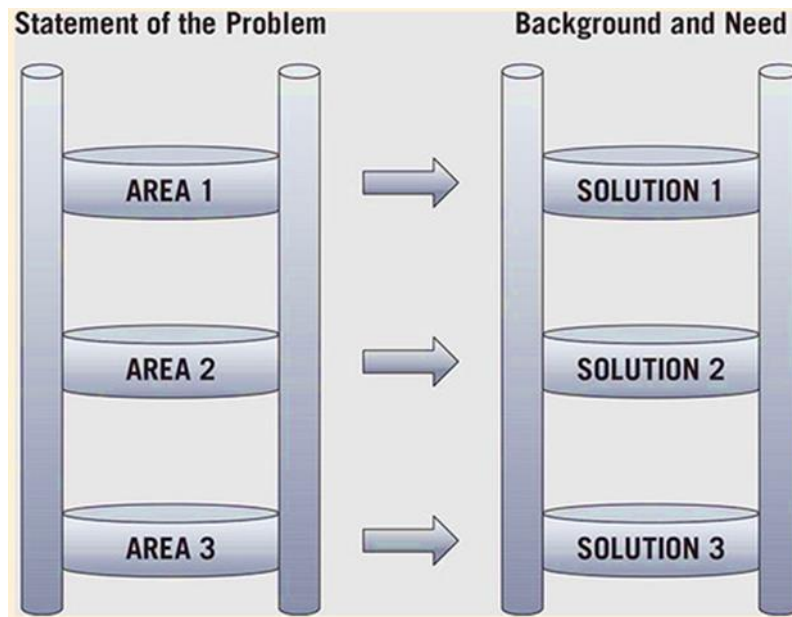 Statement of the Problem
Background and Need
AREA 1
SOLUTION 1
AREA 2
SOLUTION 2
AREA 3
SOLUTION 3